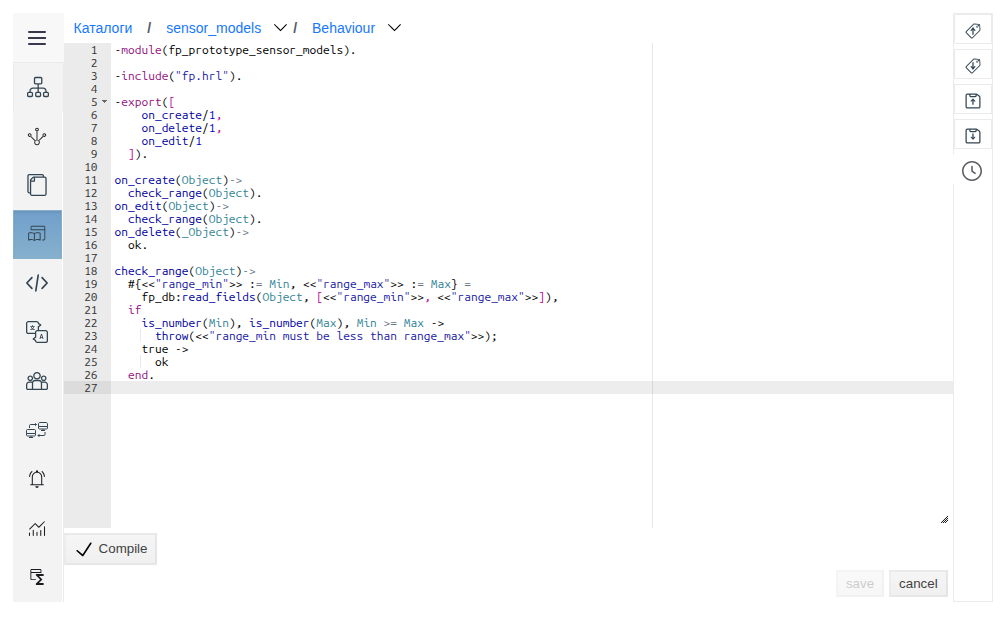 Каталоги / sensor_models / Behaviour
1 -module(fp_prototype_sensor_models).
2
3 -include("fp.hrl").
4
5 -export([
6     on_create/1,
7     on_delete/1,
8     on_edit/1
9   ]).
10
11 on_create(Object)->
12   check_range(Object).
13 on_edit(Object)->
14   check_range(Object).
15 on_delete(_Object)->
16   ok.
17
18 check_range(Object)->
19   #{<<"range_min">> := Min, <<"range_max">> := Max} =
20     fp_db:read_fields(Object, [<<"range_min">>, <<"range_max">>]),
21   if
22     is_number(Min), is_number(Max), Min >= Max ->
23       throw(<<"range_min must be less than range_max">>);
24     true ->
25       ok
26   end.
27
Compile
save cancel